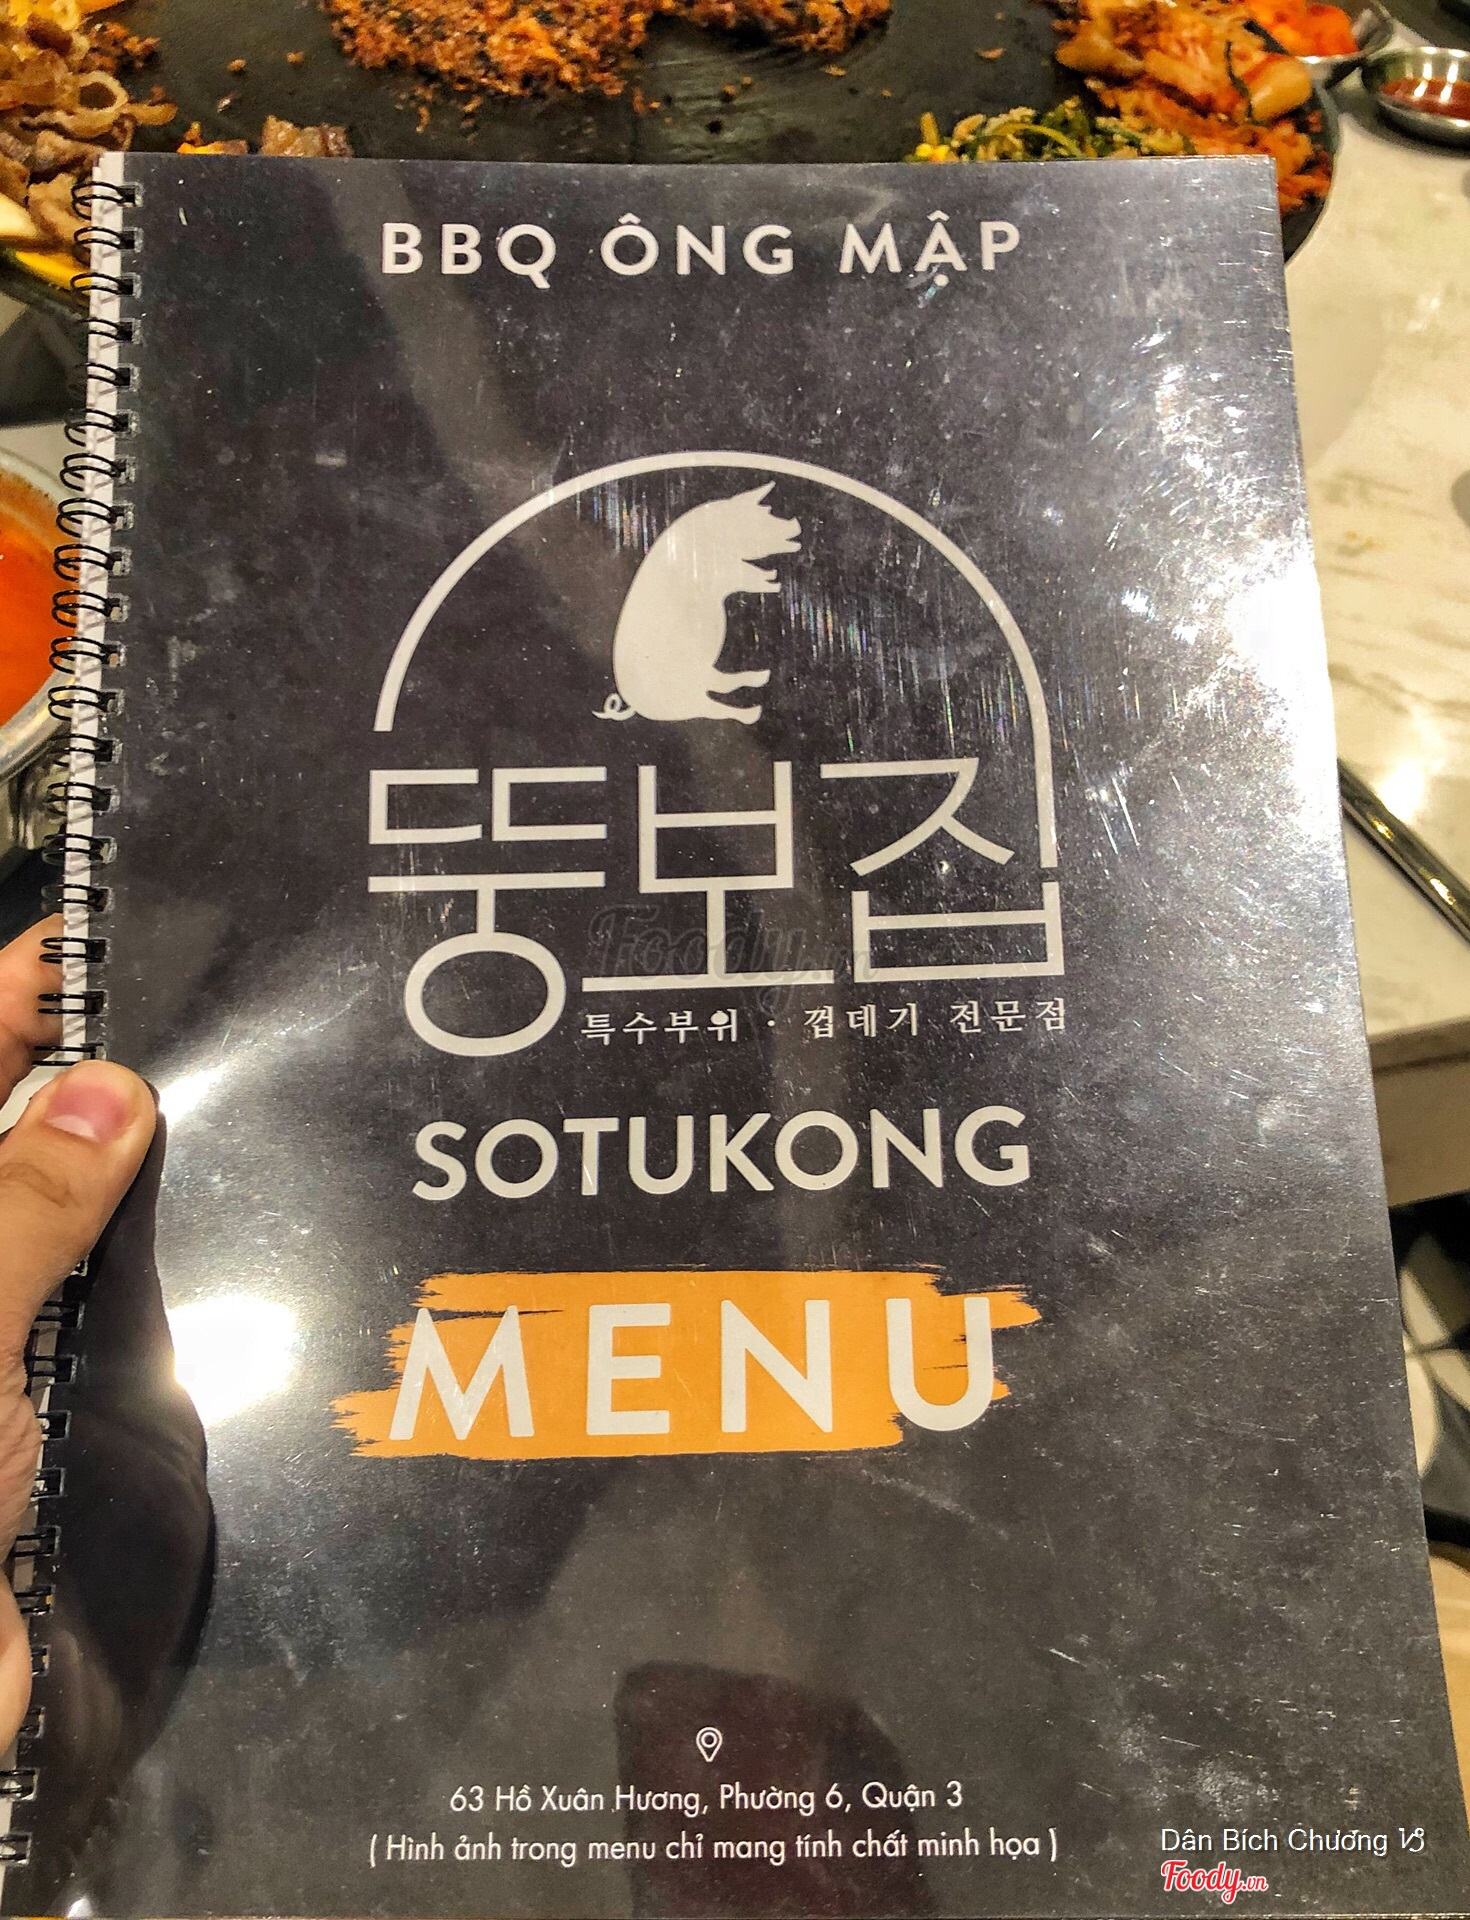 BBQ ÔNG MẬP
뚱보집
특수부위 · 껍데기 전문점
Foody.vn
SOTUKONG
MENU
63 Hồ Xuân Hương, Phường 6, Quận 3
( Hình ảnh trong menu chỉ mang tính chất minh họa )
Dân Bích Chương
Foody.vn